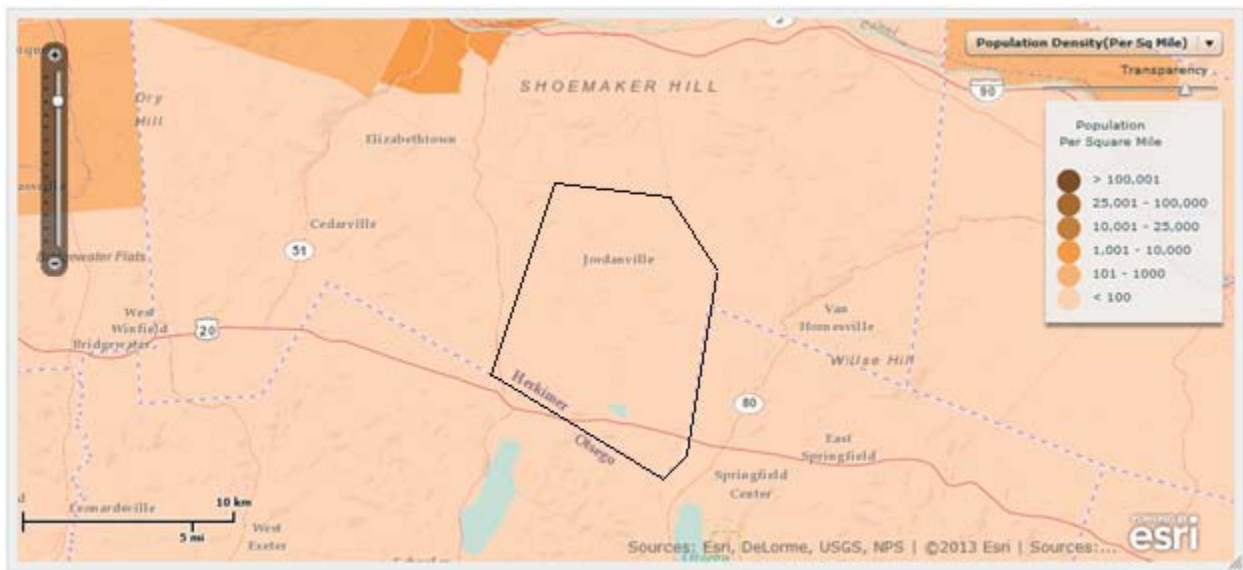 Population Density(Per Sq Mile)
Transparency
90
SHOEMAKER HILL
Dry
Hill
Elizabethtown
Population
Per Square Mile
> 100,001
25,001 - 100,000
10,001 - 25,000
1,001 - 10,000
101 - 1000
< 100
Cedarville
51
Jordanville
Flats
West
Winfield
Bridgewater
20
Van
Hornesville
Willse Hill
Herkimer
Otsego
80
East
Springfield
Springfield
Center
10 km
5 mi
Leonardsville
West
Exeter
POWERED BY
esri
Sources: Esri, DeLorme, USGS, NPS | ©2013 Esri | Sources:...